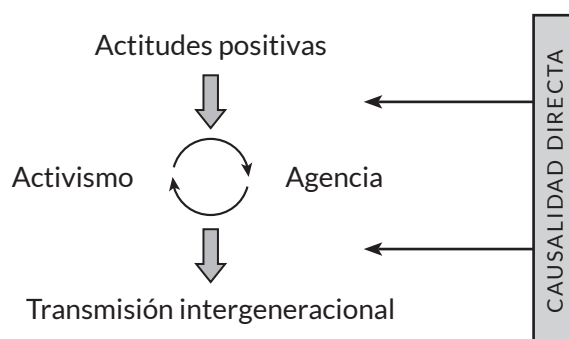 Actitudes positivas
Activismo
Agencia
Transmisión intergeneracional
CAUSALIDAD DIRECTA